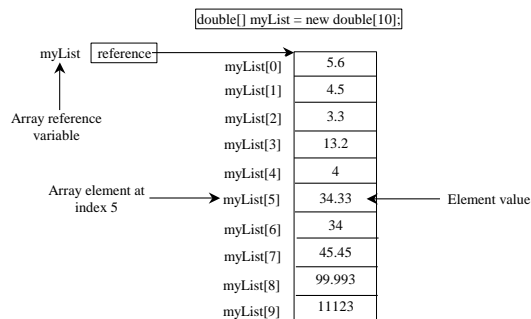 double[] myList = new double[10];
myList reference
myList[0] 5.6
myList[1] 4.5
Array reference
variable
myList[2] 3.3
myList[3] 13.2
myList[4] 4
Array element at
index 5
myList[5] 34.33 Element value
myList[6] 34
myList[7] 45.45
myList[8] 99.993
myList[9] 11123